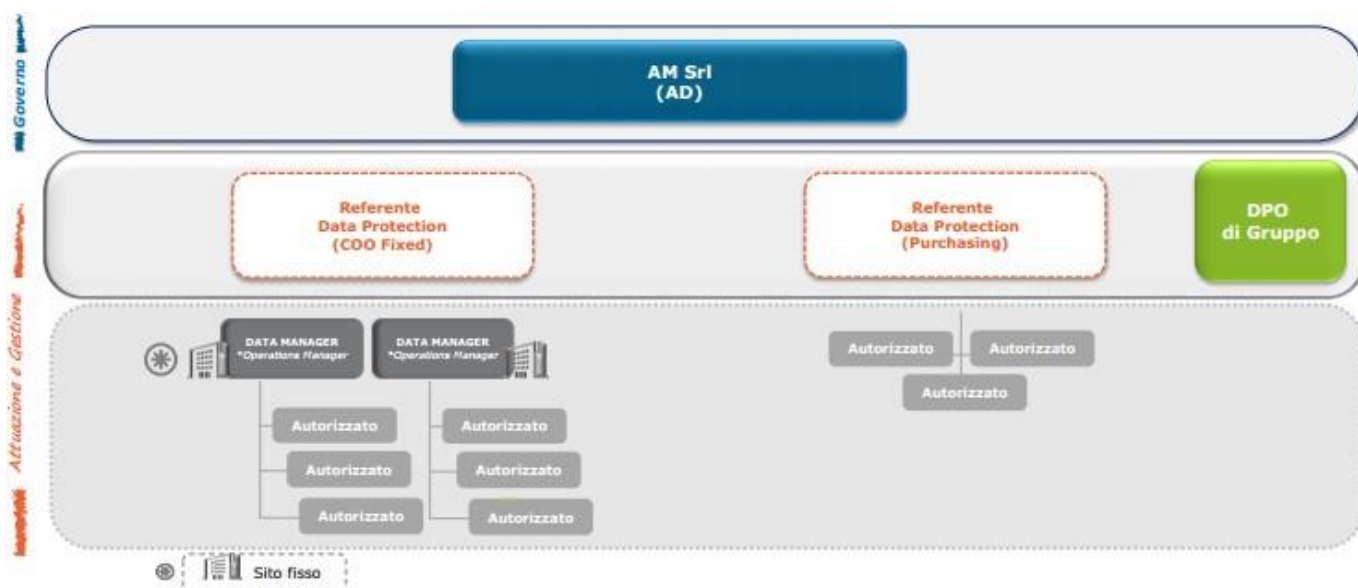 Governo
AM Srl
(AD)
Referente
Data Protection
(COO Fixed)
Referente
Data Protection
(Purchasing)
DPO
di Gruppo
Attuazione e Gestione
DATA MANAGER
*Operations Manager
DATA MANAGER
*Operations Manager
Autorizzato
Autorizzato
Autorizzato
Autorizzato
Autorizzato
Autorizzato
Autorizzato
Autorizzato
Autorizzato
Sito fisso